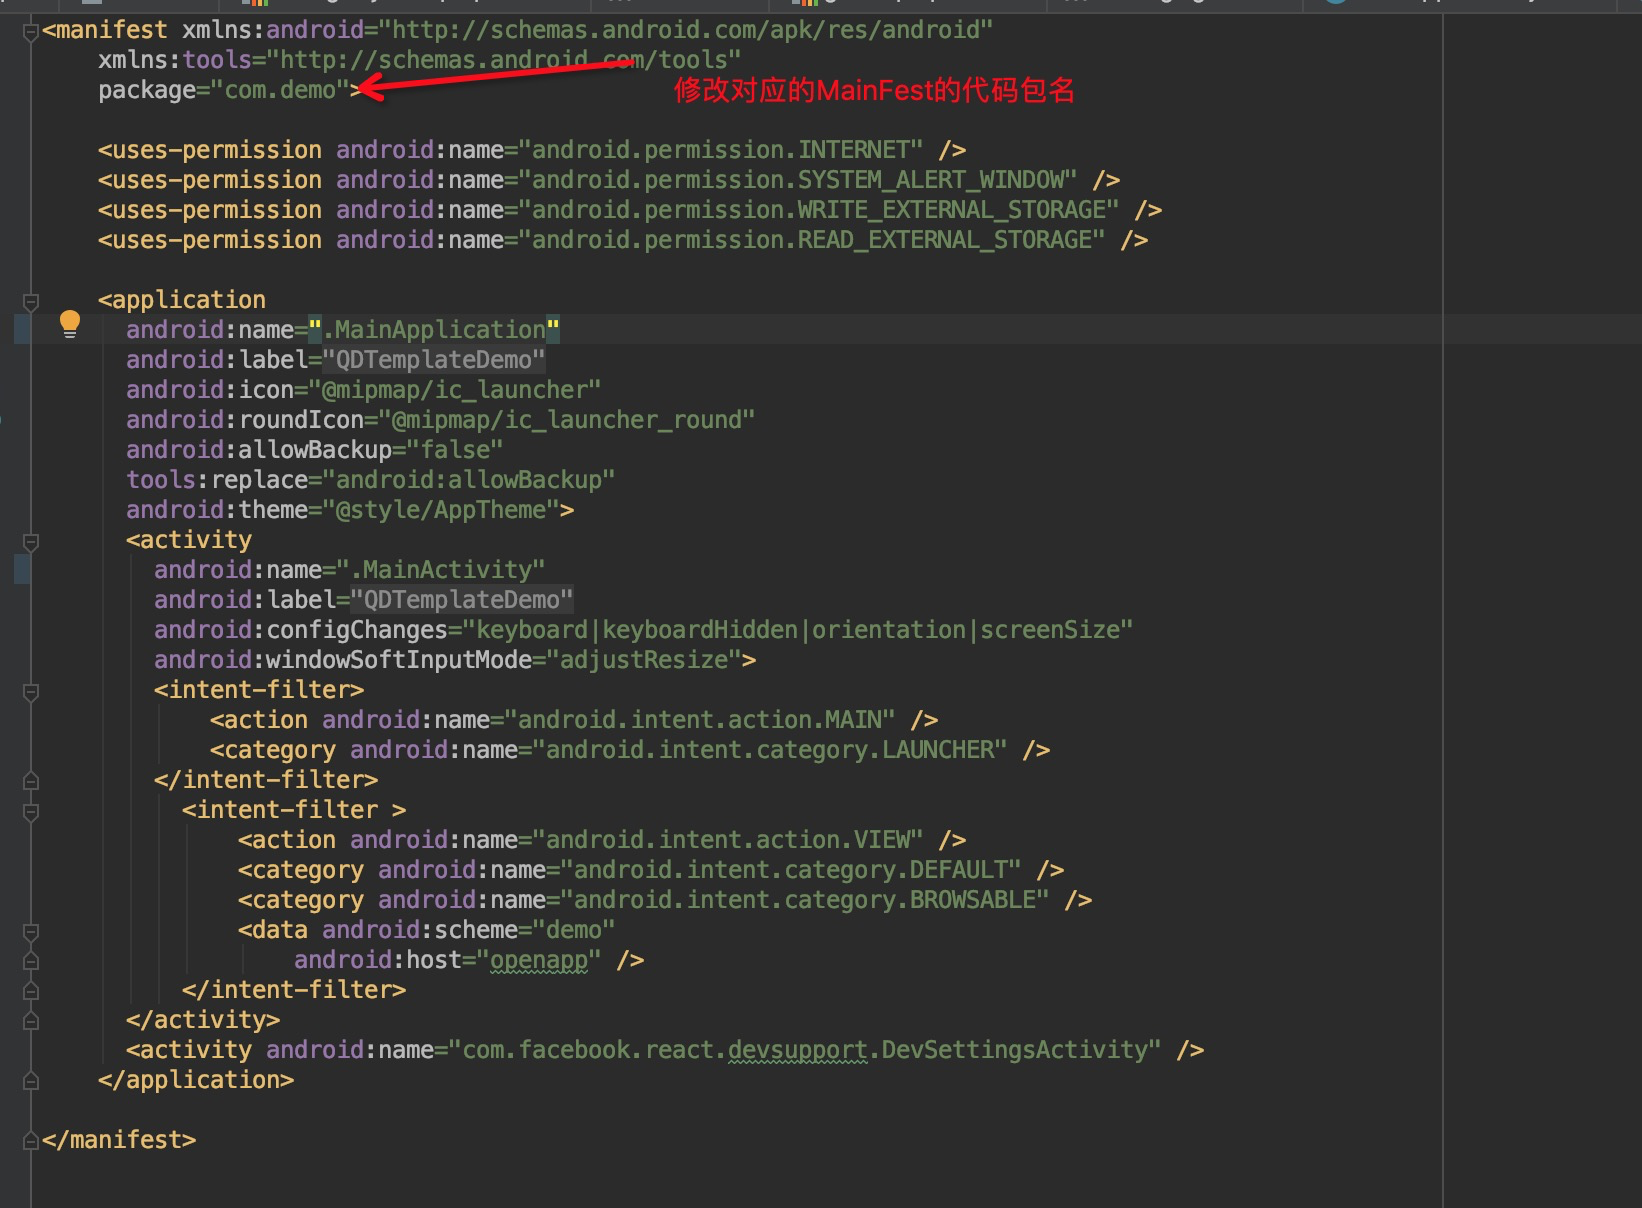 <manifest xmlns:android="http://schemas.android.com/apk/res/android"
xmlns:tools="http://schemas.android.com/tools"
package="com.demo">
修改对应的MainFest的代码包名
<uses-permission android:name="android.permission.INTERNET" />
<uses-permission android:name="android.permission.SYSTEM_ALERT_WINDOW" />
<uses-permission android:name="android.permission.WRITE_EXTERNAL_STORAGE" />
<uses-permission android:name="android.permission.READ_EXTERNAL_STORAGE" />
<application
android:name=".MainApplication"
android:label="QDTemplateDemo"
android:icon="@mipmap/ic_launcher"
android:roundIcon="@mipmap/ic_launcher_round"
android:allowBackup="false"
tools:replace="android:allowBackup"
android:theme="@style/AppTheme">
<activity
android:name=".MainActivity"
android:label="QDTemplateDemo"
android:configChanges="keyboard|keyboardHidden|orientation|screenSize"
android:windowSoftInputMode="adjustResize">
<intent-filter>
<action android:name="android.intent.action.MAIN" />
<category android:name="android.intent.category.LAUNCHER" />
</intent-filter>
<intent-filter >
<action android:name="android.intent.action.VIEW" />
<category android:name="android.intent.category.DEFAULT" />
<category android:name="android.intent.category.BROWSABLE" />
<data android:scheme="demo"
android:host="openapp" />
</intent-filter>
</activity>
<activity android:name="com.facebook.react.devsupport.DevSettingsActivity" />
</application>
</manifest>